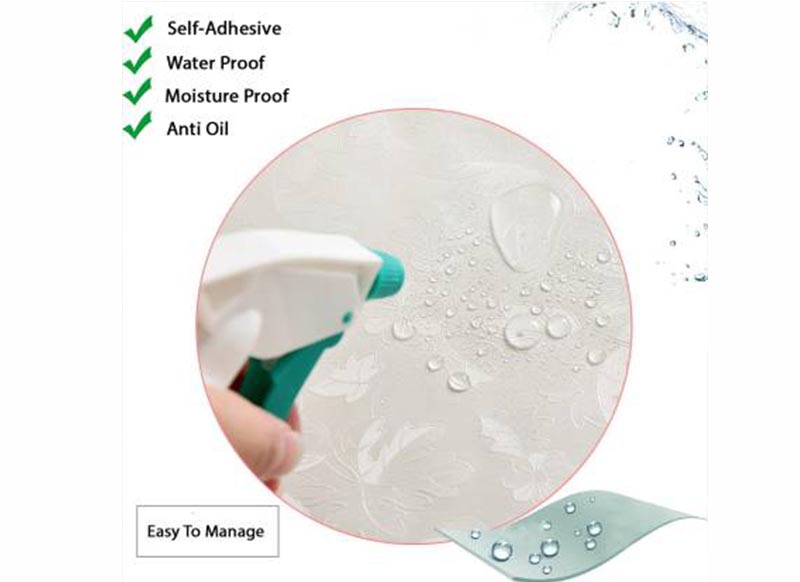 Self-Adhesive
Water Proof
Moisture Proof
Anti Oil
Easy To Manage